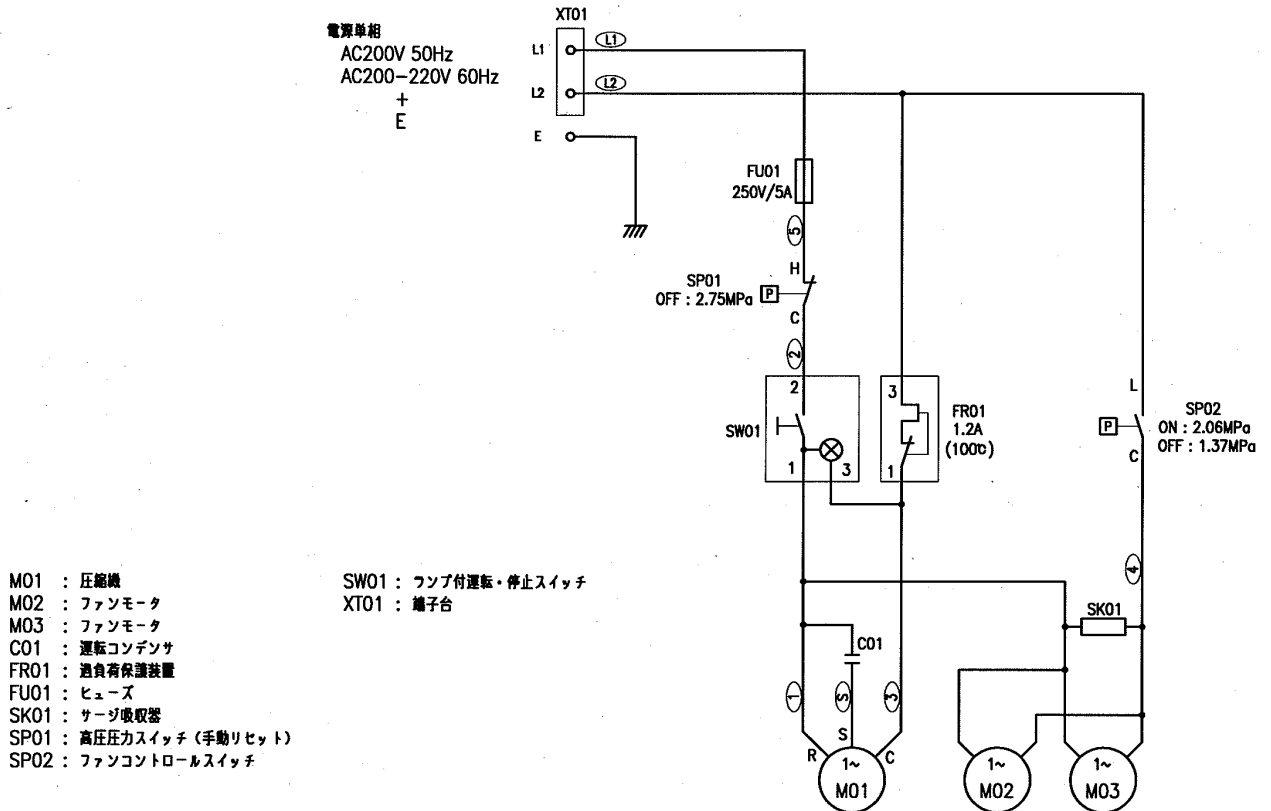 XT01
電源単相
AC200V 50Hz
AC200-220V 60Hz
+
E
L1
L1
L2
L2
E
FU01
250V/5A
5
H
SP01
OFF : 2.75MPa
P
C
2
2
SW01
1
3
3
FR01
1.2A
(100℃)
1
L
P
SP02
ON : 2.06MPa
OFF : 1.37MPa
C
4
SK01
C01
1
S
3
R
S
C
1~
M01
1~
M02
1~
M03
M01 : 圧縮機
M02 : ファンモータ
M03 : ファンモータ
C01 : 運転コンデンサ
FR01 : 過負荷保護装置
FU01 : ヒューズ
SK01 : サージ吸収器
SP01 : 高圧圧力スイッチ(手動リセット)
SP02 : ファンコントロールスイッチ
SW01 : ランプ付運転・停止スイッチ
XT01 : 端子台